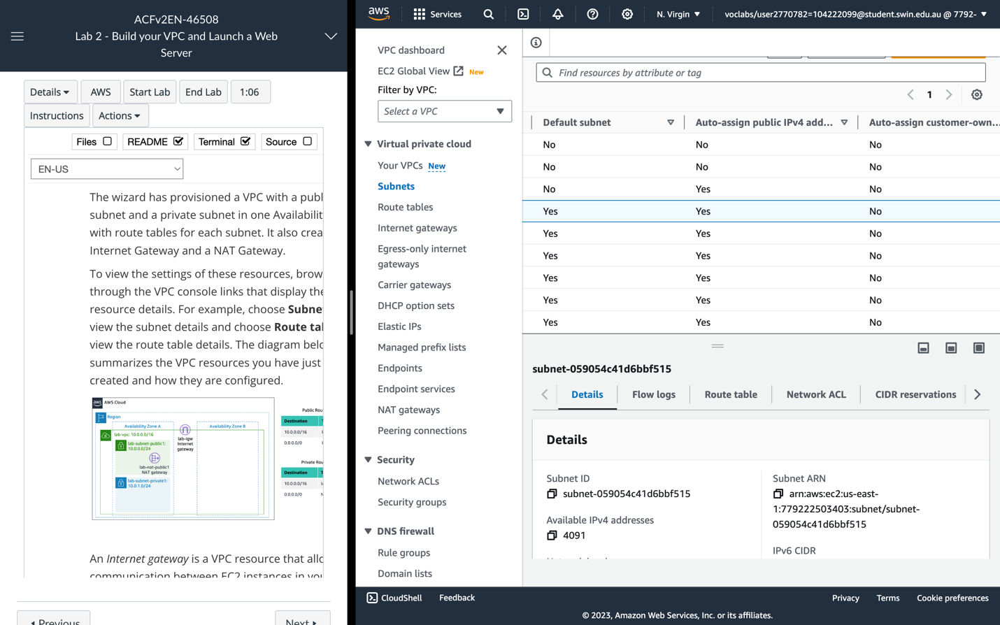 ACFv2EN-46508
Lab 2 - Build your VPC and Launch a Web
Server
Details
AWS
Start Lab
End Lab
1:06
Instructions
Actions
Files
README
Terminal
Source
EN-US
The wizard has provisioned a VPC with a publ
subnet and a private subnet in one Availabilit
with route tables for each subnet. It also crea
Internet Gateway and a NAT Gateway.
To view the settings of these resources, brow
through the VPC console links that display the
resource details. For example, choose Subne
view the subnet details and choose Route ta
view the route table details. The diagram belo
summarizes the VPC resources you have just
created and how they are configured.
aws AWS Cloud
Region
Availability Zone A
Availability Zone B
lab-vpc: 10.0.0.0/16
lab-subnet-public1:
10.0.0.0/24
lab-igw
Internet
gateway
lab-nat-public1
NAT gateway
lab-subnet-private1:
10.0.1.0/24
Public Rou
Destination
10.0.0.0/16
0.0.0.0/0
Private Rou
Destination
10.0.0.0/16
0.0.0.0/0
An Internet gateway is a VPC resource that allo
communication between EC2 instances in you
Previous
Next
aws
Services
N. Virgin
voclabs/user2770782=104222099@student.swin.edu.au @ 7792-
VPC dashboard
EC2 Global View New
Filter by VPC:
Select a VPC
Virtual private cloud
Your VPCs New
Subnets
Route tables
Internet gateways
Egress-only internet
gateways
Carrier gateways
DHCP option sets
Elastic IPs
Managed prefix lists
Endpoints
Endpoint services
NAT gateways
Peering connections
Security
Network ACLs
Security groups
DNS firewall
Rule groups
Domain lists
Find resources by attribute or tag
1
Default subnet Auto-assign public IPv4 add... Auto-assign customer-own...
No No No
No No No
No Yes No
Yes Yes No
Yes Yes No
Yes Yes No
Yes Yes No
Yes Yes No
Yes Yes No
subnet-059054c41d6bbf515
Details
Flow logs
Route table
Network ACL
CIDR reservations
Details
Subnet ID
subnet-059054c41d6bbf515
Available IPv4 addresses
4091
Subnet ARN
arn:aws:ec2:us-east-
1:779222503403:subnet/subnet-
059054c41d6bbf515
IPv6 CIDR
CloudShell
Feedback
Privacy
Terms
Cookie preferences
© 2023, Amazon Web Services, Inc. or its affiliates.